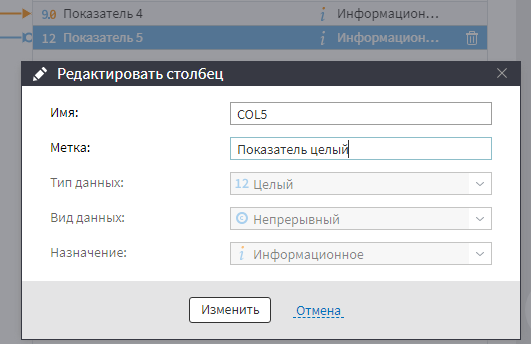 9.0 Показатель 4 i Информацион...
12 Показатель 5 i Информацион...
Редактировать столбец
Имя: COL5
Метка: Показатель целый
Тип данных: 12 Целый
Вид данных: Непрерывный
Назначение: i Информационное
Изменить Отмена